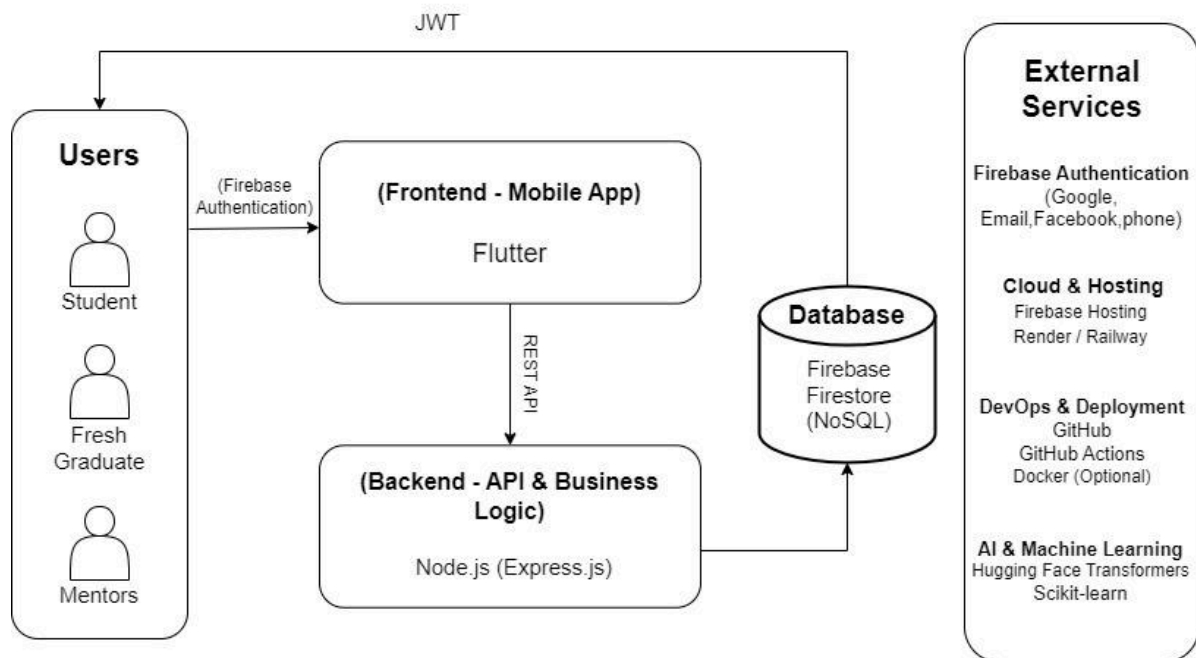 JWT
Users
Student
Fresh
Graduate
Mentors
(Firebase
Authentication)
(Frontend - Mobile App)
Flutter
REST API
(Backend - API & Business
Logic)
Node.js (Express.js)
Database
Firebase
Firestore
(NoSQL)
External
Services
Firebase Authentication
(Google,
Email,Facebook,phone)
Cloud & Hosting
Firebase Hosting
Render / Railway
DevOps & Deployment
GitHub
GitHub Actions
Docker (Optional)
AI & Machine Learning
Hugging Face Transformers
Scikit-learn